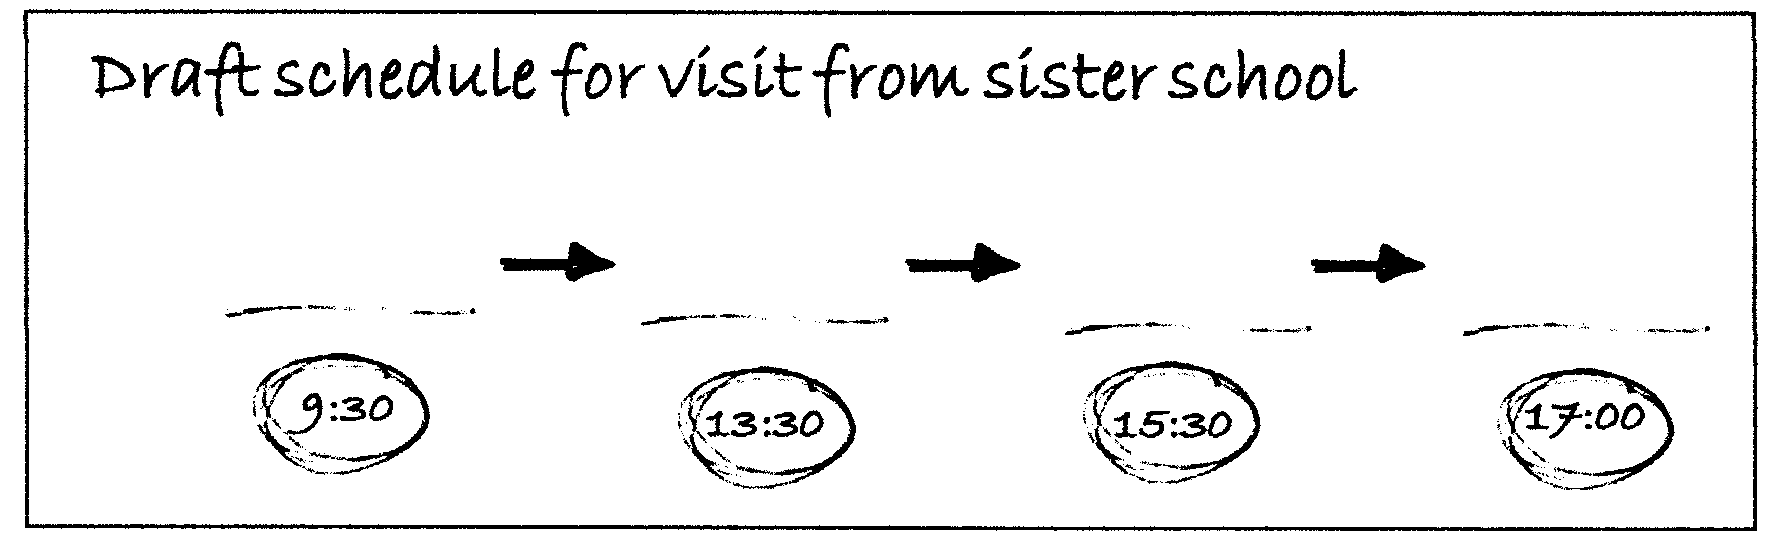 Draft schedule for visit from sister school
9:30 13:30 15:30 17:00